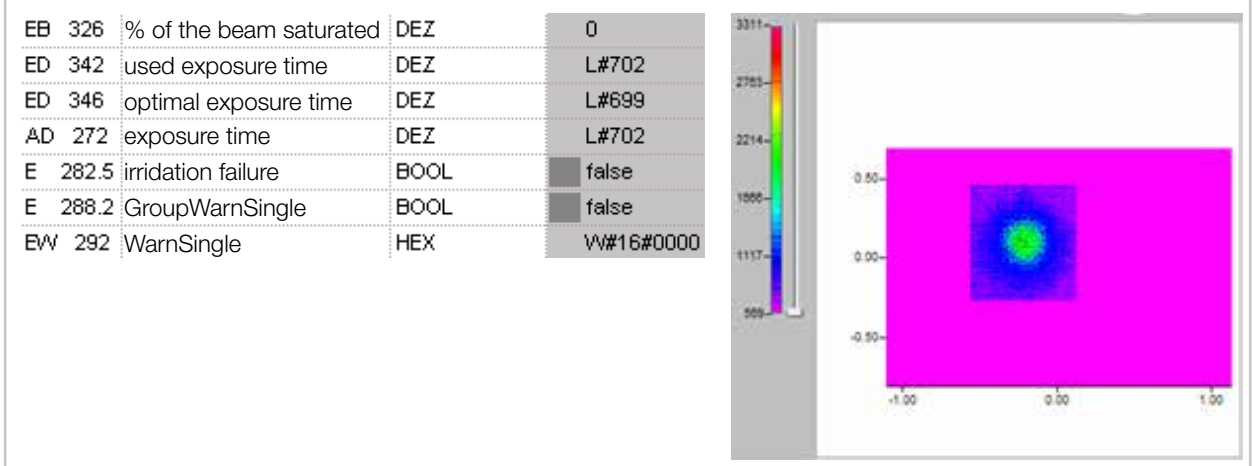 EB 326 % of the beam saturated DEZ 0
ED 342 used exposure time DEZ L#702
ED 346 optimal exposure time DEZ L#699
AD 272 exposure time DEZ L#702
E 282.5 irridation failure BOOL false
E 288.2 GroupWarnSingle BOOL false
EW 292 WarnSingle HEX W#16#0000
3311
2763
2214
1666
1117
569
0.50
0.00
-0.50
-1.00 0.00 1.00